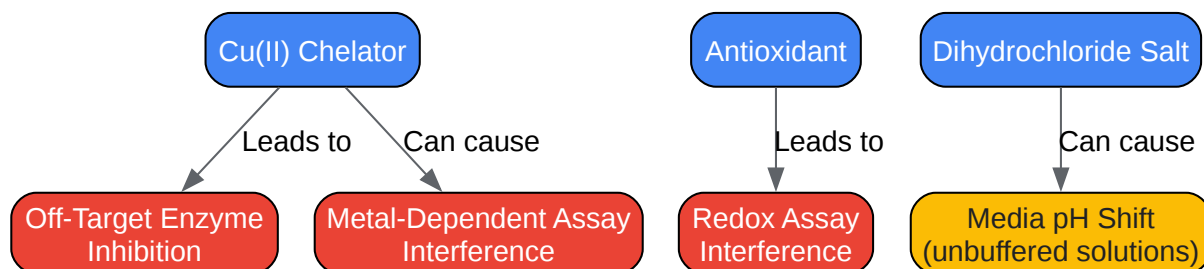 Cu(II) Chelator
Antioxidant
Dihydrochloride Salt
Leads to
Can cause
Leads to
Can cause
Off-Target Enzyme
Inhibition
Metal-Dependent Assay
Interference
Redox Assay
Interference
Media pH Shift
(unbuffered solutions)